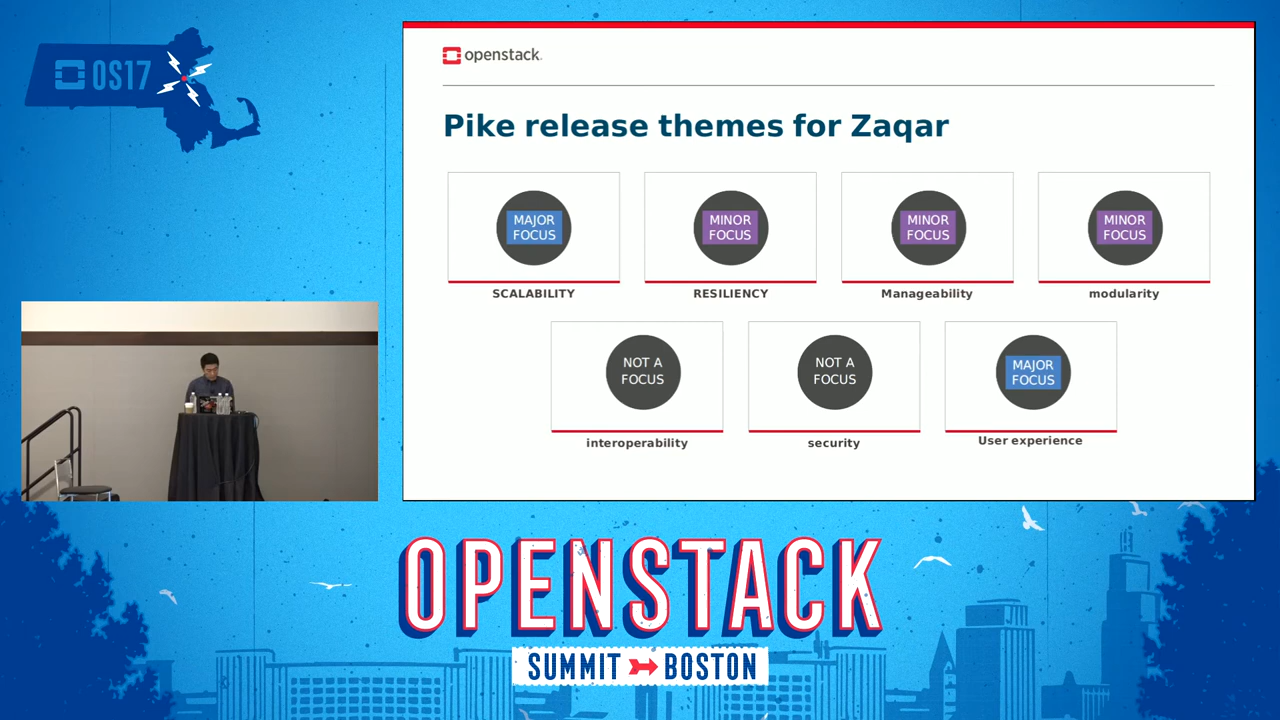 OS17
openstack.
Pike release themes for Zaqar
MAJOR
FOCUS
SCALABILITY
MINOR
FOCUS
RESILIENCY
MINOR
FOCUS
Manageability
MINOR
FOCUS
modularity
NOT A
FOCUS
interoperability
NOT A
FOCUS
security
MAJOR
FOCUS
User experience
OPENSTACK
SUMMIT BOSTON